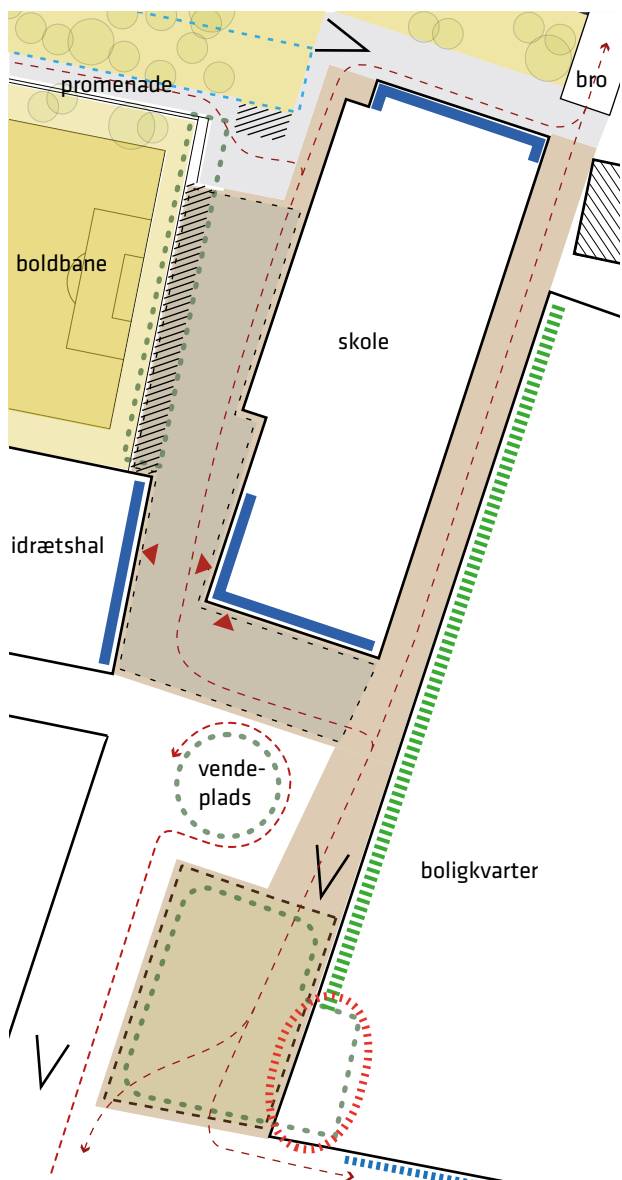 bro
promenade
boldbane
skole
idrætshal
vende-
plads
boligkvarter